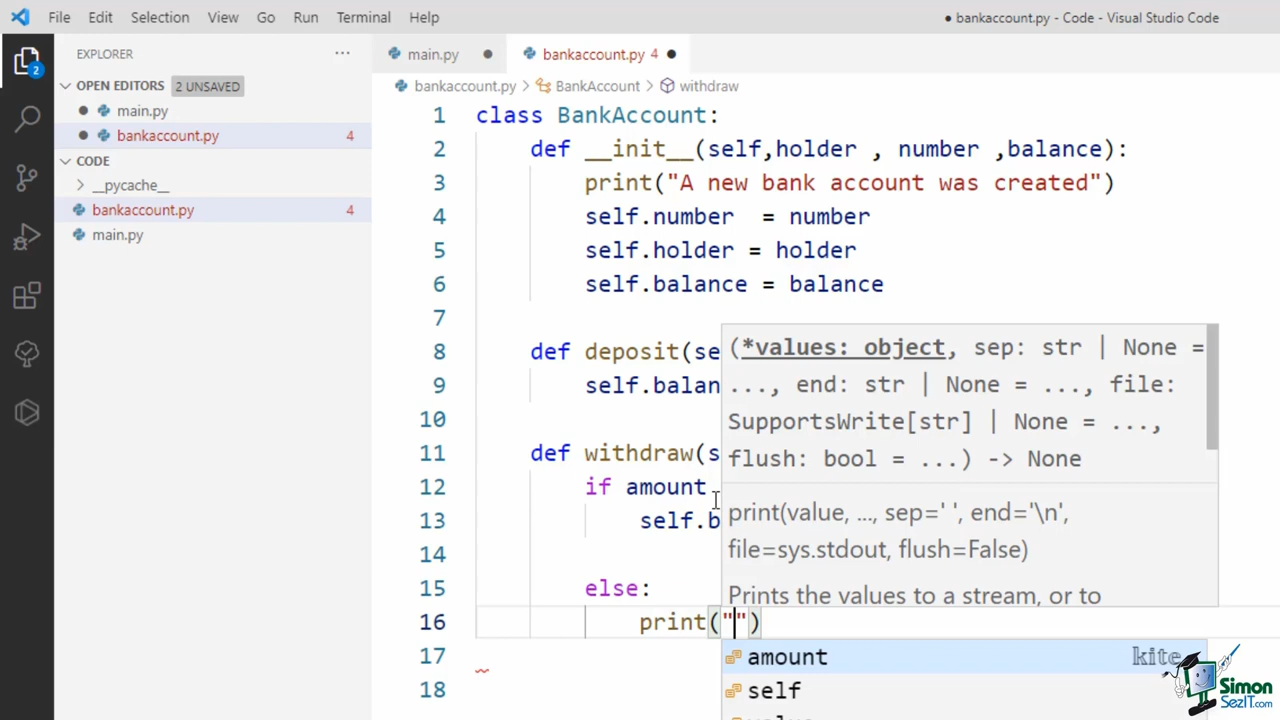 File Edit Selection View Go Run Terminal Help
● bankaccount.py - Code - Visual Studio Code
EXPLORER ...
OPEN EDITORS 2 UNSAVED
● main.py
● bankaccount.py 4
CODE
__pycache__
bankaccount.py 4
main.py
2
main.py ● bankaccount.py 4 ●
bankaccount.py > BankAccount > withdraw
1 class BankAccount:
2 def __init__(self,holder , number ,balance):
3 print("A new bank account was created")
4 self.number = number
5 self.holder = holder
6 self.balance = balance
7
8 def deposit(se
9 self.balan
10
11 def withdraw(s
12 if amount
13 self.b
14
15 else:
16 print("")
17
18
(*values: object, sep: str | None =
..., end: str | None = ..., file:
SupportsWrite[str] | None = ...,
flush: bool = ...) -> None
print(value, ..., sep=' ', end='\n',
file=sys.stdout, flush=False)
Prints the values to a stream, or to
amount kite
self
Simon
SezIT.com